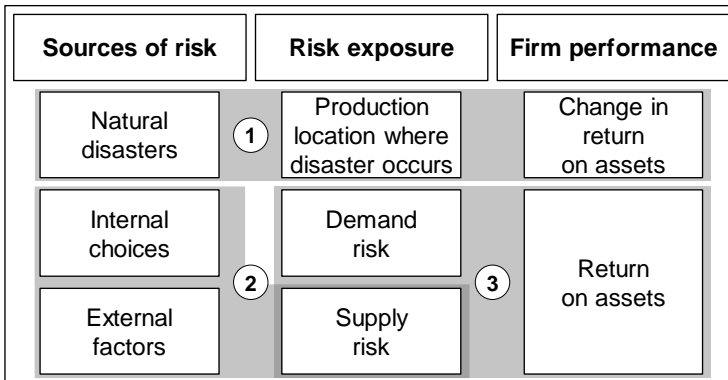 Sources of risk
Risk exposure
Firm performance
Natural
disasters
1
Production
location where
disaster occurs
Change in
return
on assets
Internal
choices
Demand
risk
2
3
Return
on assets
External
factors
Supply
risk